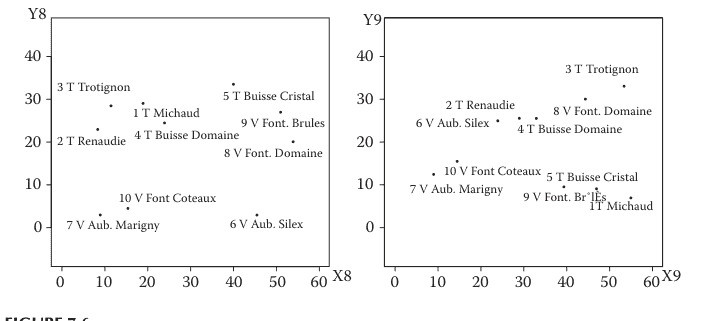 Y8
40
30
20
10
0
3 T Trotignon
5 T Buisse Cristal
1 T Michaud
9 V Font. Brules
4 T Buisse Domaine
2 T Renaudie
8 V Font. Domaine
10 V Font Coteaux
7 V Aub. Marigny
6 V Aub. Silex
0 10 20 30 40 50 60 X8
Y9
40
30
20
10
0
3 T Trotignon
2 T Renaudie
8 V Font. Domaine
6 V Aub. Silex
4 T Buisse Domaine
10 V Font Coteaux
5 T Buisse Cristal
7 V Aub. Marigny
9 V Font. Br˚lÈs
1T Michaud
0 10 20 30 40 50 60 X9